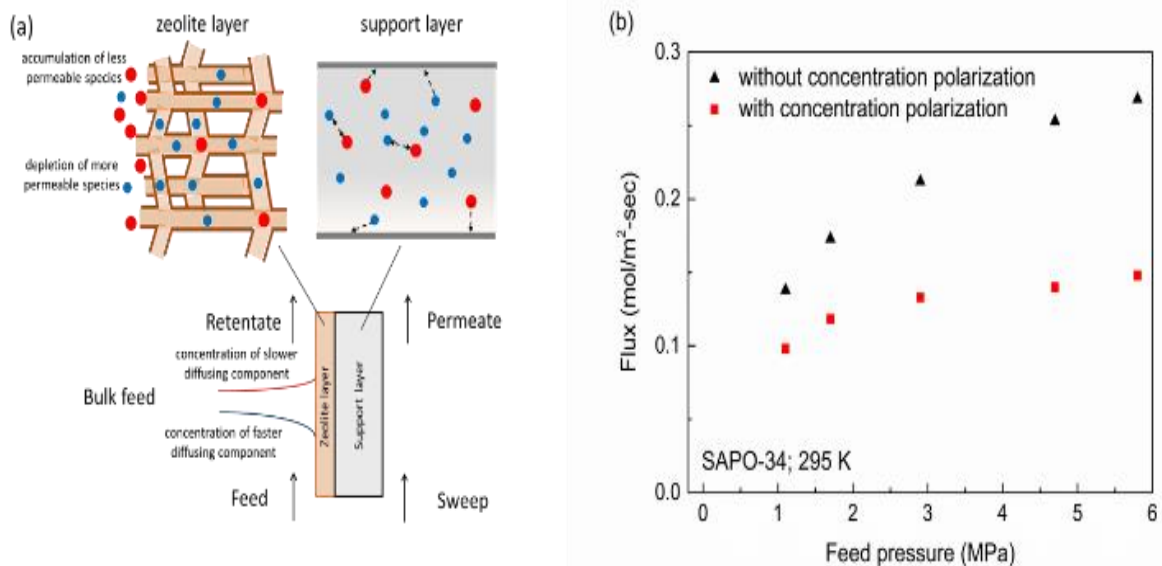 (a)
zeolite layer
support layer
accumulation of less
permeable species
depletion of more
permeable species
Retentate
Permeate
concentration of slower
diffusing component
Bulk feed
Zeolite layer
Support layer
concentration of faster
diffusing component
Feed
Sweep
(b)
0.3
0.2
0.1
0.0
Flux (mol/m²-sec)
without concentration polarization
with concentration polarization
SAPO-34; 295 K
0 1 2 3 4 5 6
Feed pressure (MPa)